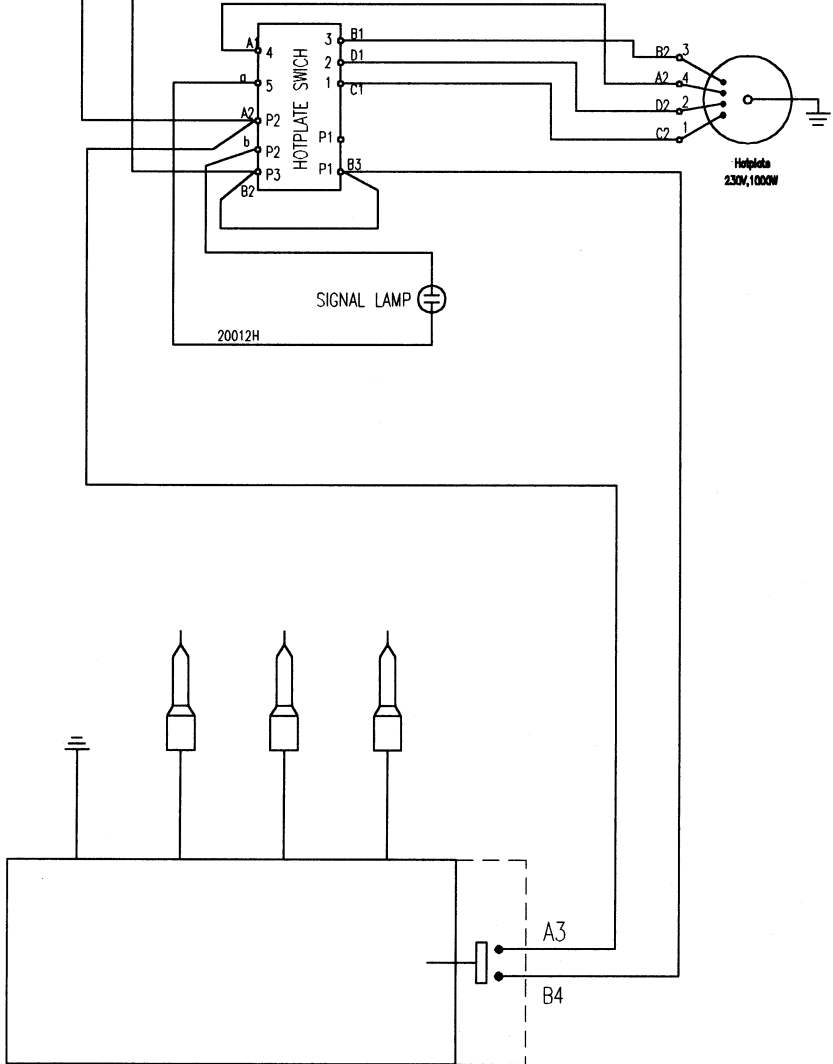 A1
4
a
5
A2
P2
b
P2
P3
B2
HOTPLATE SWICH
3
B1
2
D1
1
C1
P1
P1
B3
B2
3
A2
4
D2
2
C2
1
Hotplate
230V,1000W
SIGNAL LAMP
20012H
A3
B4